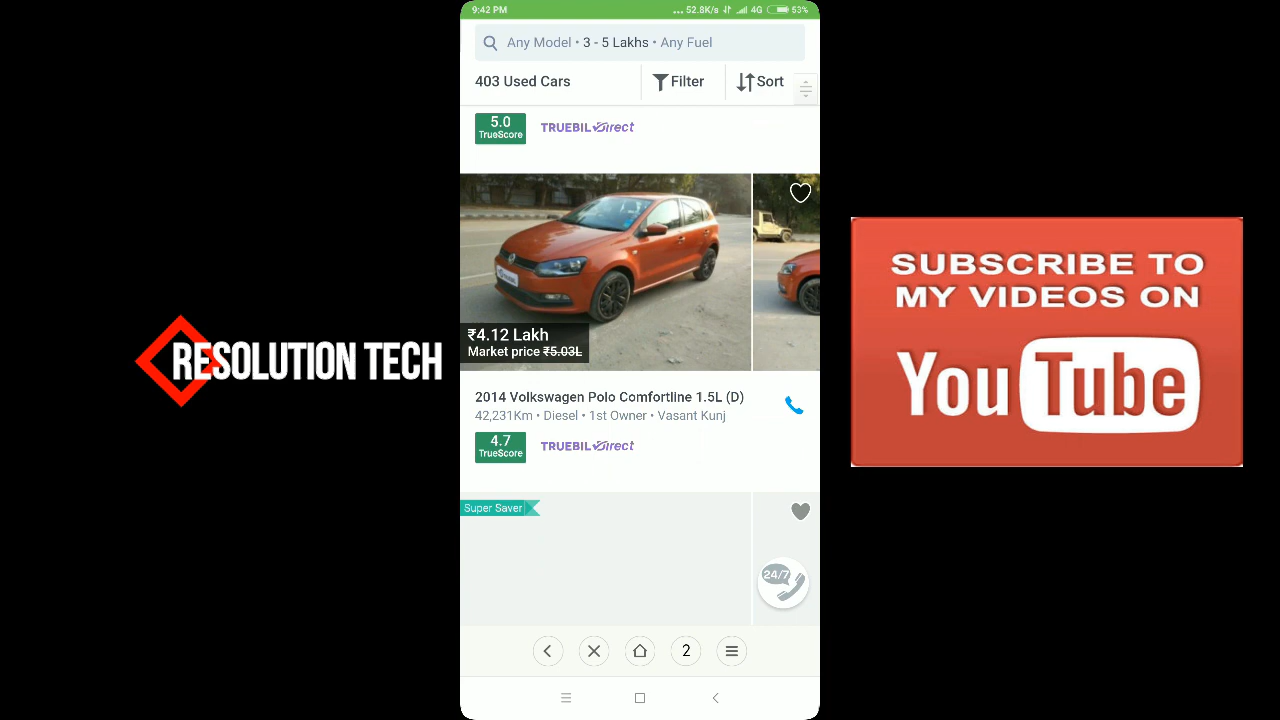 9:42 PM
... 52.8K/s 4G 53%
Any Model • 3 - 5 Lakhs • Any Fuel
403 Used Cars
Filter
Sort
5.0
TrueScore
TRUEBIL Direct
₹4.12 Lakh
Market price ₹5.03L
2014 Volkswagen Polo Comfortline 1.5L (D)
42,231Km • Diesel • 1st Owner • Vasant Kunj
4.7
TrueScore
TRUEBIL Direct
Super Saver
24/7
2
RESOLUTION TECH
SUBSCRIBE TO
MY VIDEOS ON
YouTube